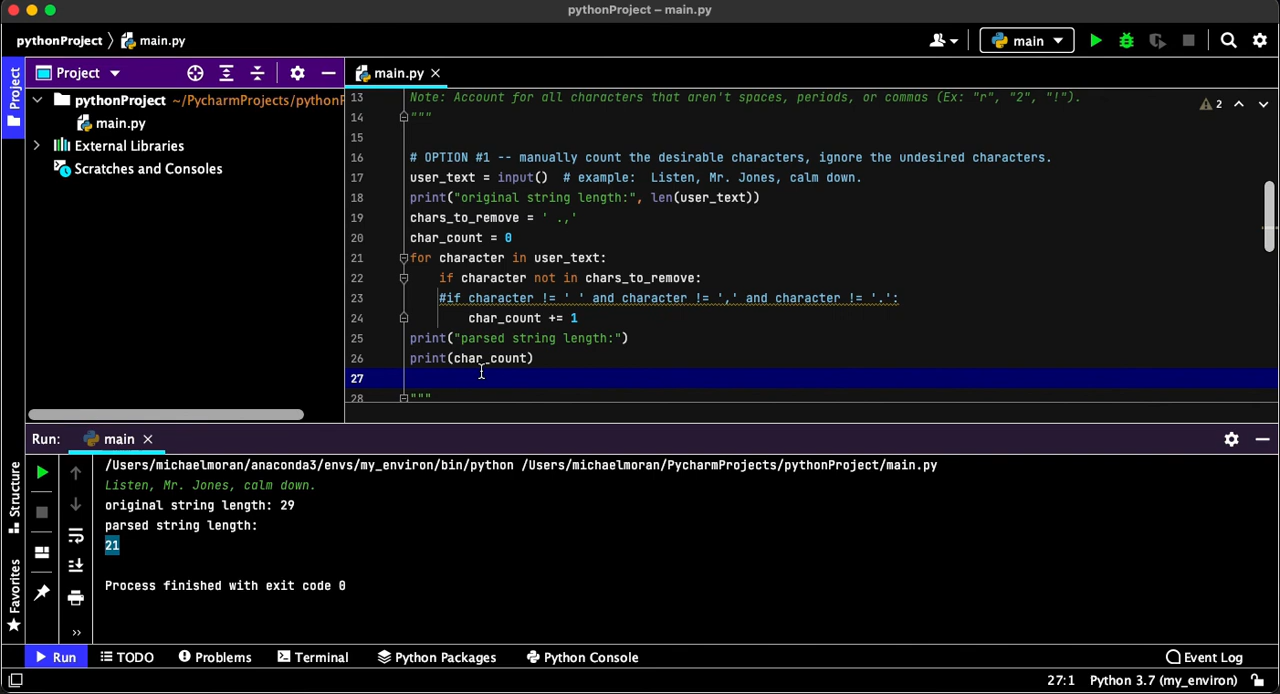 pythonProject – main.py
pythonProject 〉 main.py
main
Project
main.py
pythonProject ~/PycharmProjects/pythonP
main.py
External Libraries
Scratches and Consoles
Project
Structure
Favorites
2
13 Note: Account for all characters that aren't spaces, periods, or commas (Ex: "r", "2", "!").
14 """
15
16 # OPTION #1 -- manually count the desirable characters, ignore the undesired characters.
17 user_text = input()  # example:  Listen, Mr. Jones, calm down.
18 print("original string length:", len(user_text))
19 chars_to_remove = ' .,'
20 char_count = 0
21 for character in user_text:
22     if character not in chars_to_remove:
23     #if character != ' ' and character != ',' and character != '.':
24         char_count += 1
25 print("parsed string length:")
26 print(char_count)
27
28 """
Run: main
/Users/michaelmoran/anaconda3/envs/my_environ/bin/python /Users/michaelmoran/PycharmProjects/pythonProject/main.py
Listen, Mr. Jones, calm down.
original string length: 29
parsed string length:
21
Process finished with exit code 0
Run TODO Problems Terminal Python Packages Python Console Event Log
27:1 Python 3.7 (my_environ)